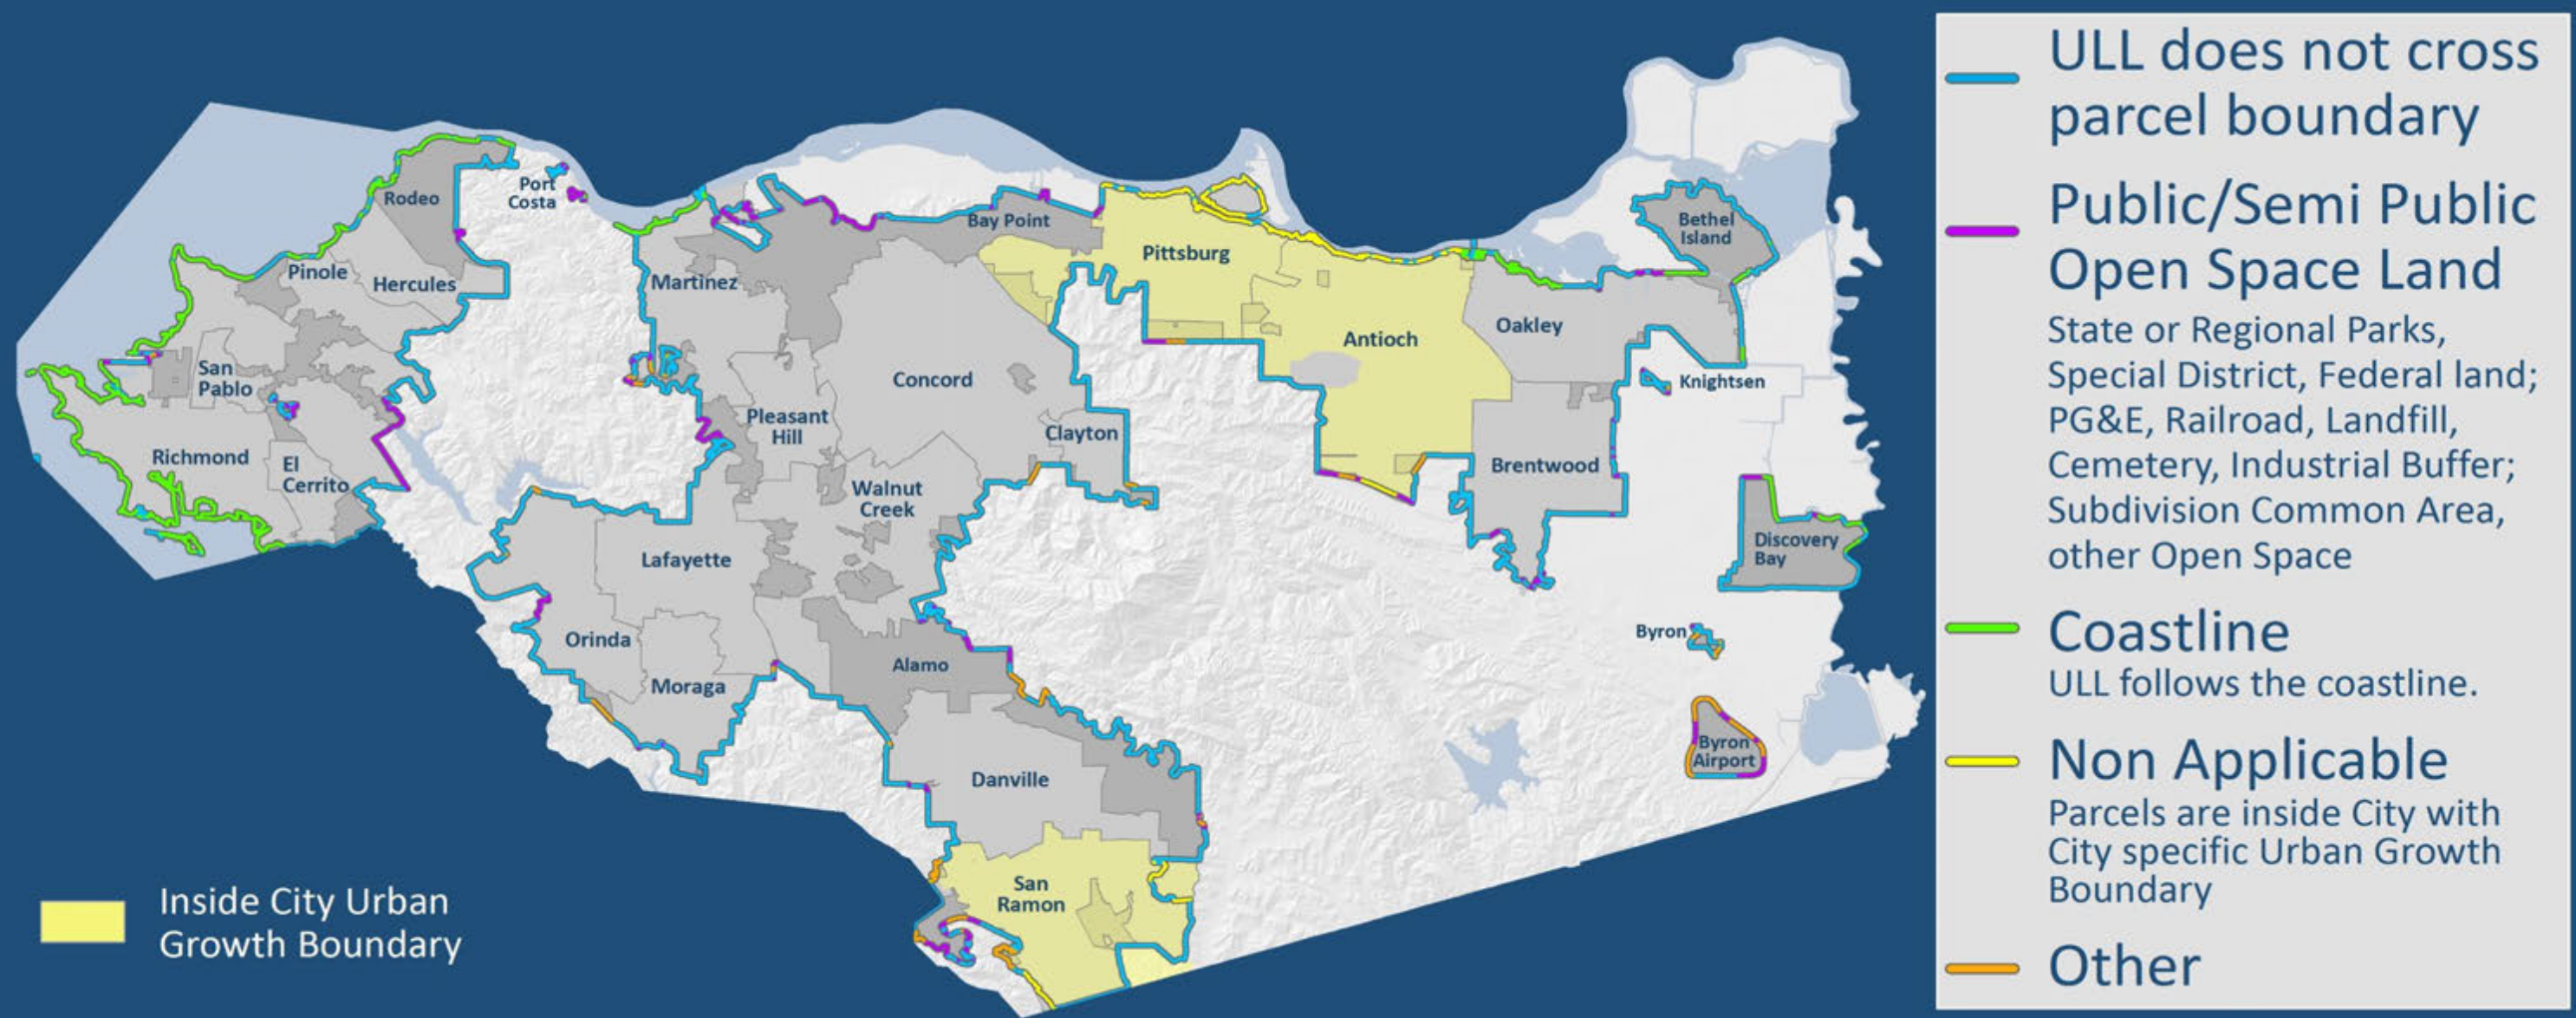 ULL does not cross
parcel boundary
Public/Semi Public
Open Space Land
State or Regional Parks,
Special District, Federal land;
PG&E, Railroad, Landfill,
Cemetery, Industrial Buffer;
Subdivision Common Area,
other Open Space
Coastline
ULL follows the coastline.
Non Applicable
Parcels are inside City with
City specific Urban Growth
Boundary
Other
Rodeo
Port
Costa
Pinole
Hercules
San
Pablo
Richmond
El
Cerrito
Martinez
Bay Point
Pittsburg
Antioch
Oakley
Bethel
Island
Knightsen
Concord
Pleasant
Hill
Clayton
Brentwood
Walnut
Creek
Lafayette
Discovery
Bay
Orinda
Moraga
Alamo
Byron
Byron
Airport
Danville
San
Ramon
Inside City Urban
Growth Boundary